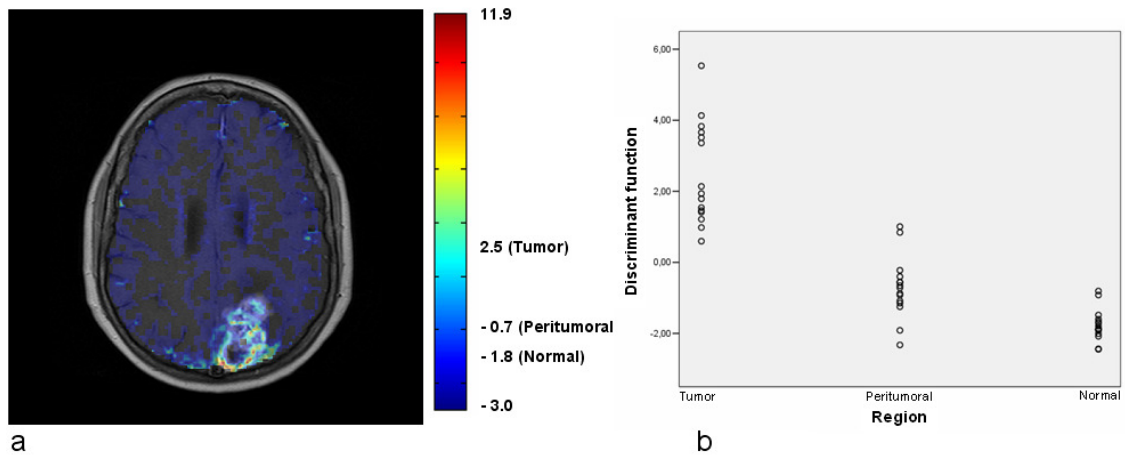 11.9
2.5 (Tumor)
- 0.7 (Peritumoral
- 1.8 (Normal)
- 3.0
a
Discriminant function
6,00
4,00
2,00
0,00
-2,00
Tumor Peritumoral Normal
Region
b